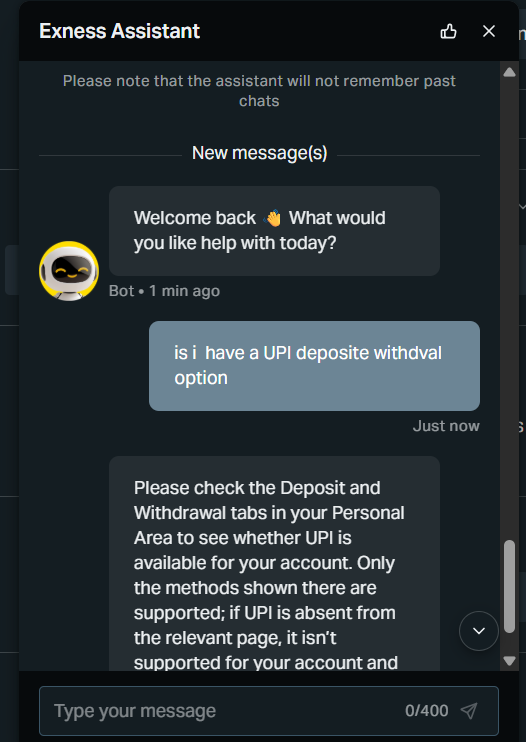 Exness Assistant
Please note that the assistant will not remember past
chats
New message(s)
Welcome back 👋 What would
you like help with today?
Bot • 1 min ago
is i  have a UPI deposite withdval
option
Just now
Please check the Deposit and
Withdrawal tabs in your Personal
Area to see whether UPI is
available for your account. Only
the methods shown there are
supported; if UPI is absent from
the relevant page, it isn’t
supported for your account and
Type your message
0/400